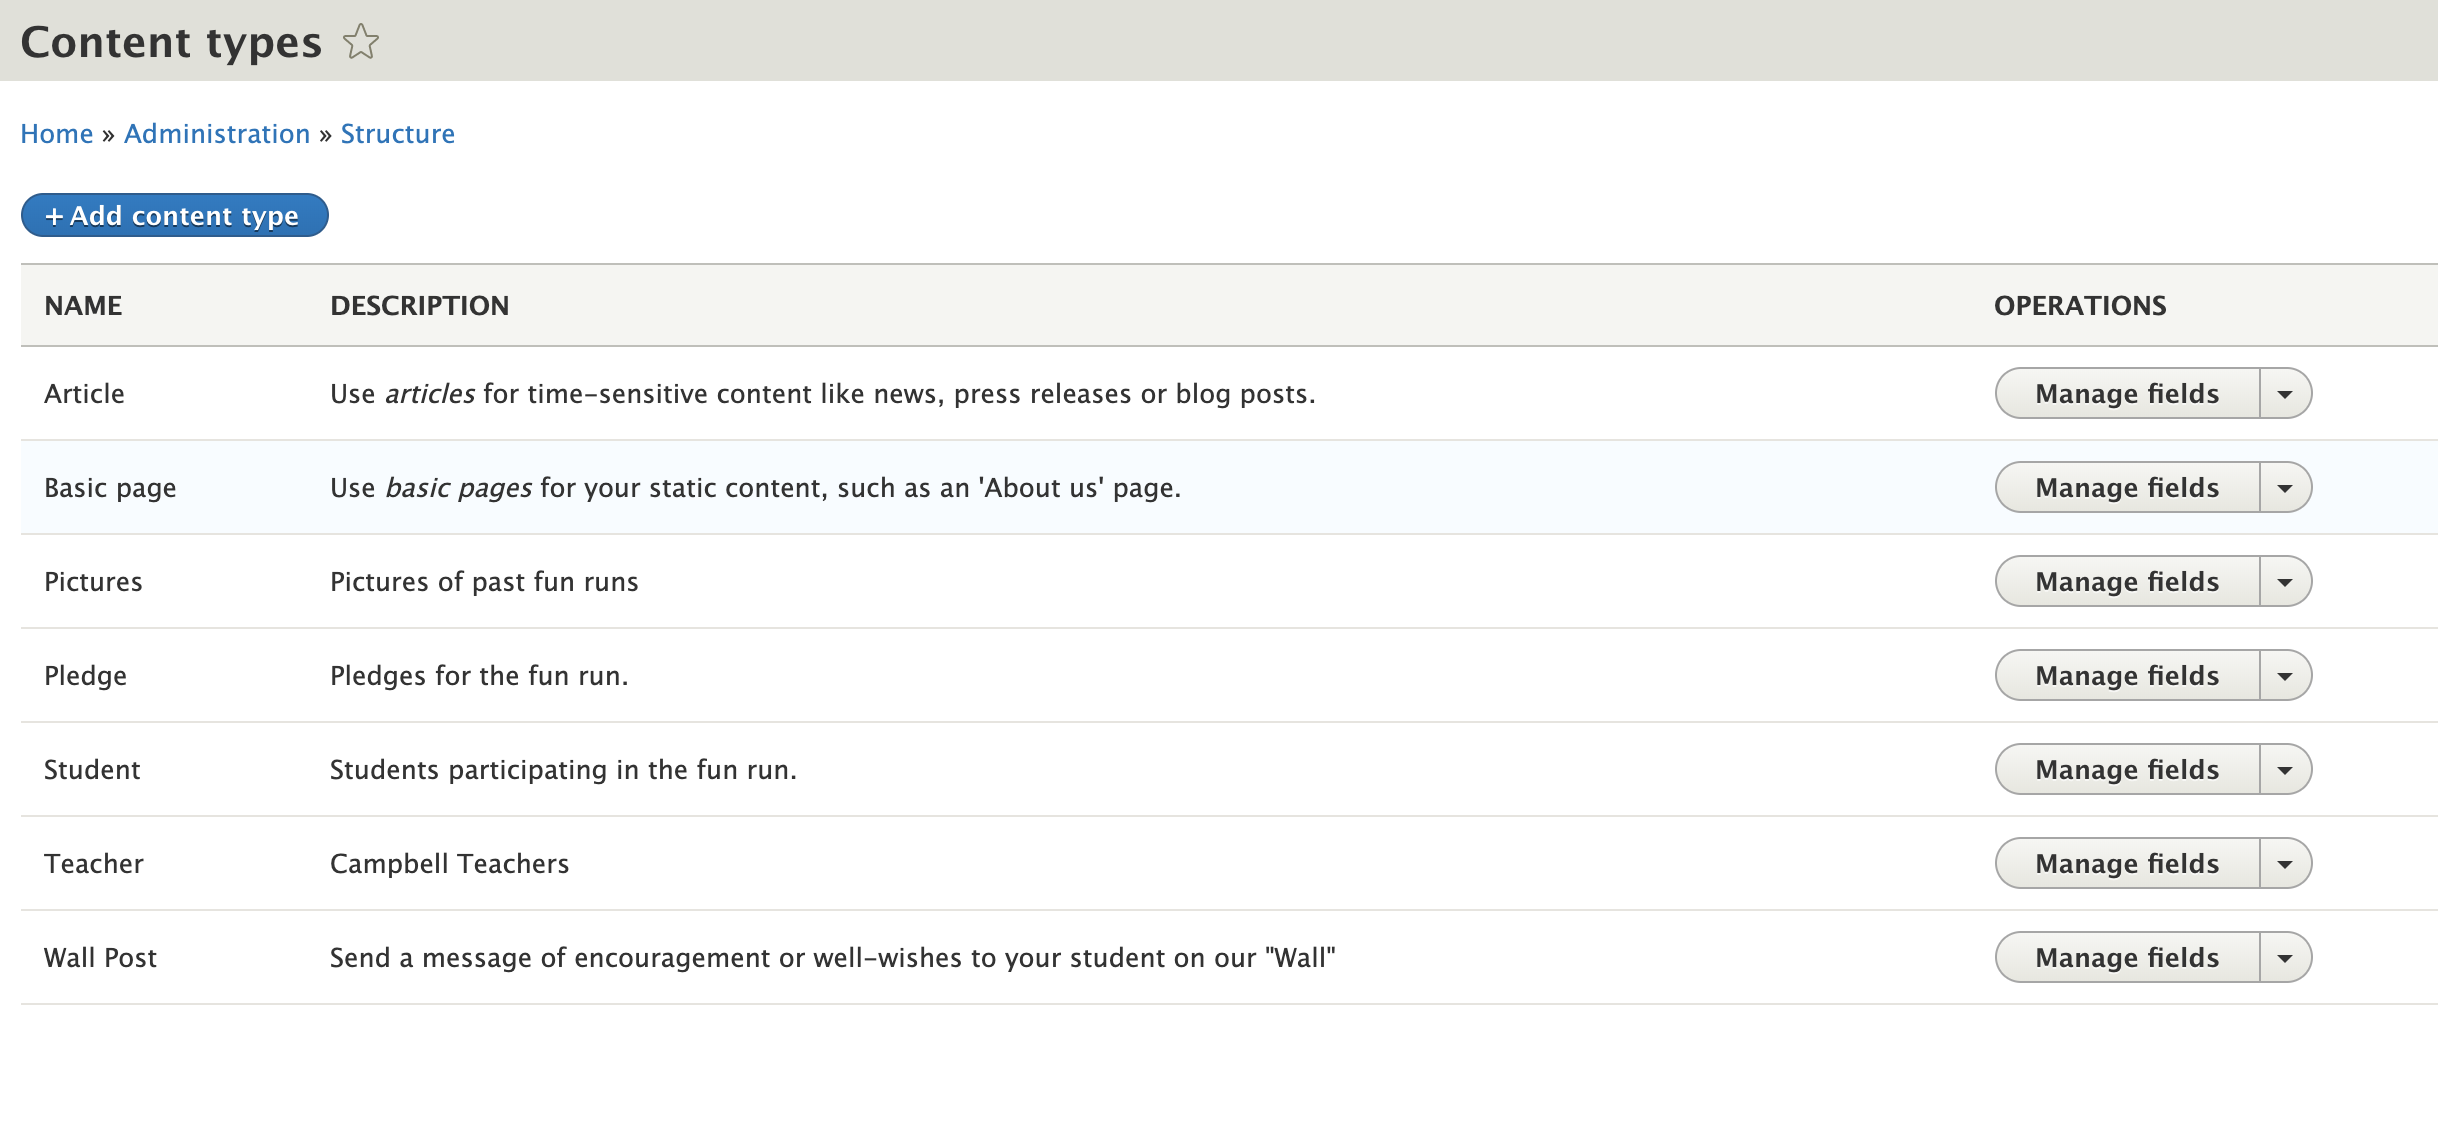 Content types
Home » Administration » Structure
+ Add content type
NAME DESCRIPTION OPERATIONS
Article Use articles for time-sensitive content like news, press releases or blog posts. Manage fields
Basic page Use basic pages for your static content, such as an 'About us' page. Manage fields
Pictures Pictures of past fun runs Manage fields
Pledge Pledges for the fun run. Manage fields
Student Students participating in the fun run. Manage fields
Teacher Campbell Teachers Manage fields
Wall Post Send a message of encouragement or well-wishes to your student on our "Wall" Manage fields